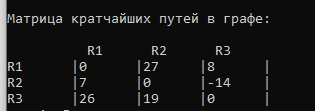 Матрица кратчайших путей в графе:
R1 R2 R3
R1 |0 |27 |8 |
R2 |7 |0 |-14 |
R3 |26 |19 |0 |